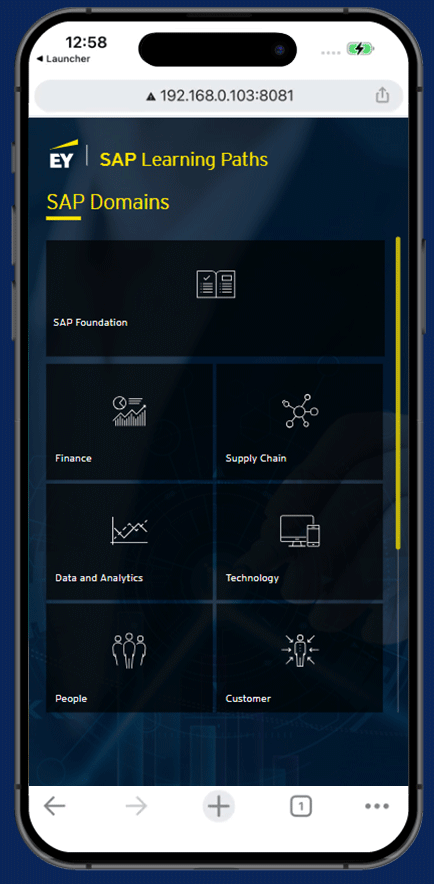 12:58
◀ Launcher
192.168.0.103:8081
EY | SAP Learning Paths
SAP Domains
SAP Foundation
Finance
Supply Chain
Data and Analytics
Technology
People
Customer
1